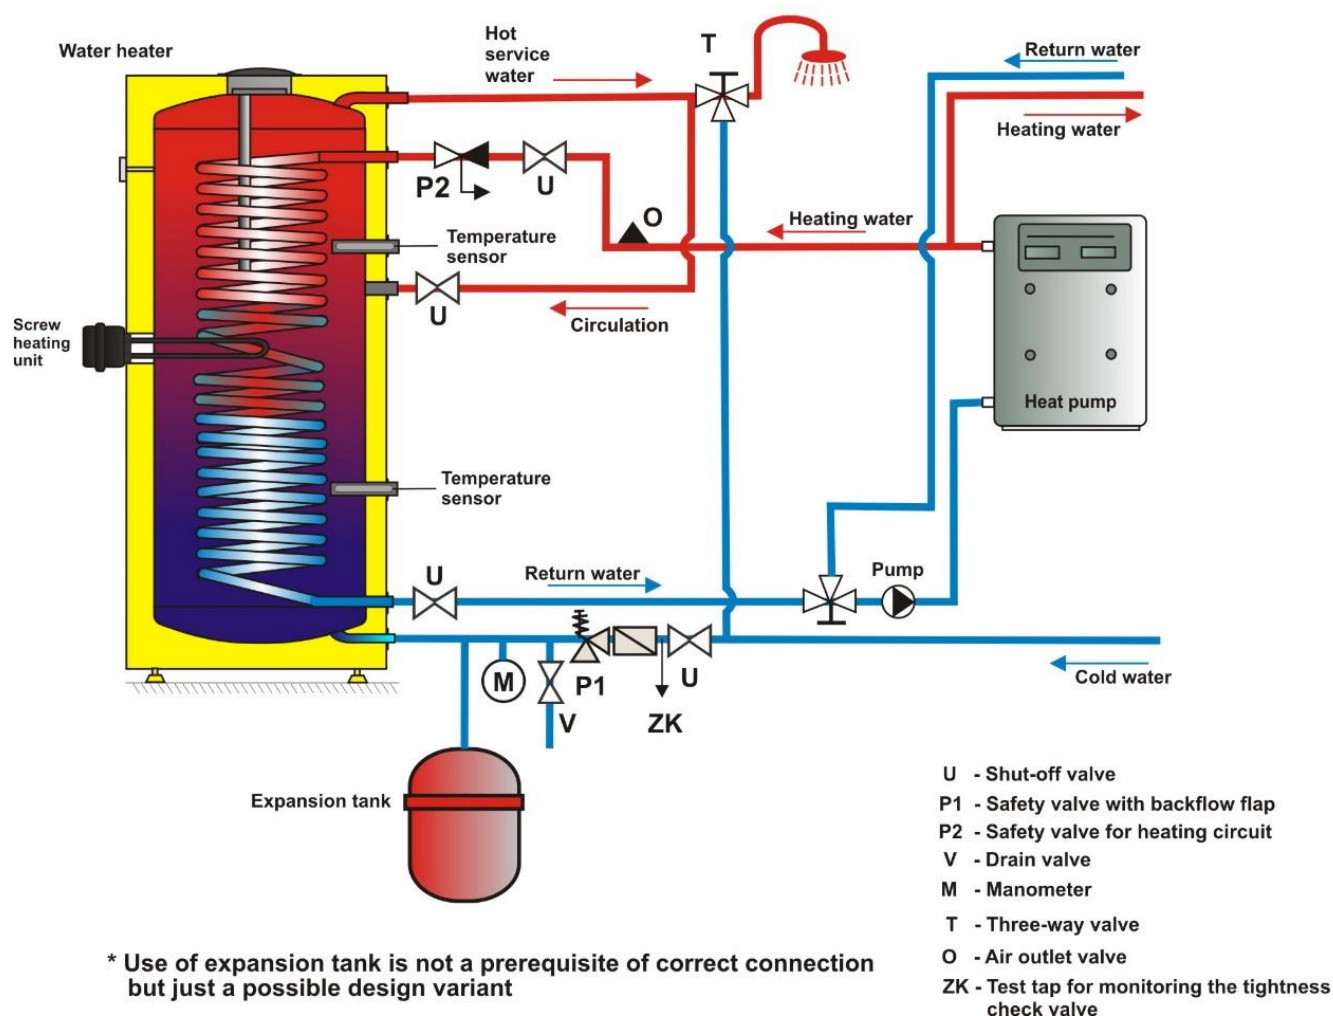 Water heater
Hot
service
water
T
Return water
Heating water
P2
U
O
Heating water
Temperature
sensor
U
Circulation
Screw
heating
unit
Heat pump
Temperature
sensor
U
Return water
Pump
M
V
P1
ZK
U
Cold water
Expansion tank
U - Shut-off valve
P1 - Safety valve with backflow flap
P2 - Safety valve for heating circuit
V - Drain valve
M - Manometer
T - Three-way valve
O - Air outlet valve
ZK - Test tap for monitoring the tightness
check valve
* Use of expansion tank is not a prerequisite of correct connection
but just a possible design variant